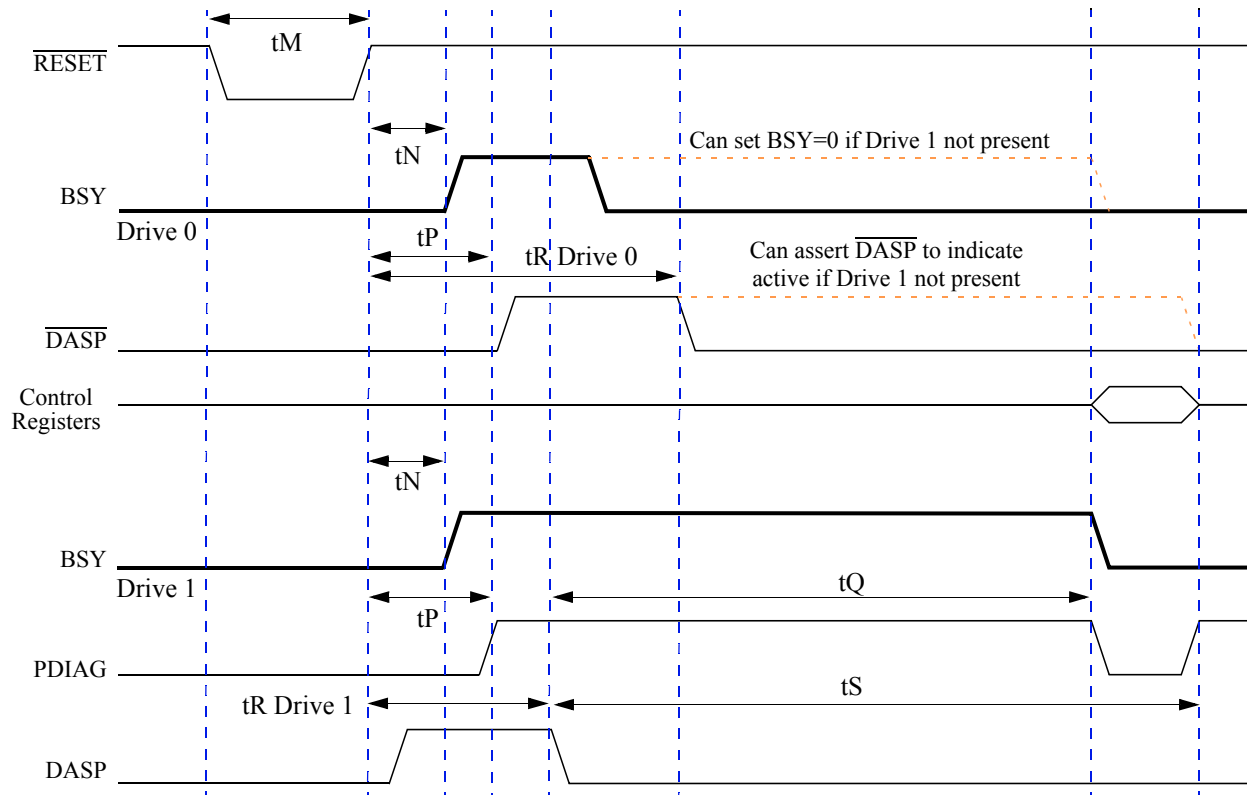 tM
RESET
tN
Can set BSY=0 if Drive 1 not present
BSY
Drive 0
tP
tR Drive 0
Can assert DASP to indicate
active if Drive 1 not present
DASP
Control
Registers
tN
BSY
Drive 1
tQ
tP
PDIAG
tS
tR Drive 1
DASP